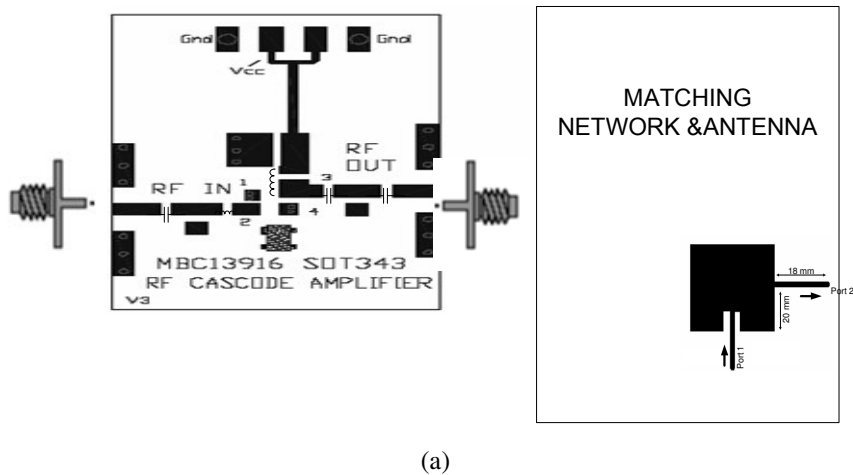 Gnd
Gnd
Vcc
RF
OUT
3
RF IN
1
2
4
MBC13916 SOT343
RF CASCODE AMPLIFIER
V3
MATCHING
NETWORK &ANTENNA
18 mm
Port 2
20 mm
Port 1
(a)